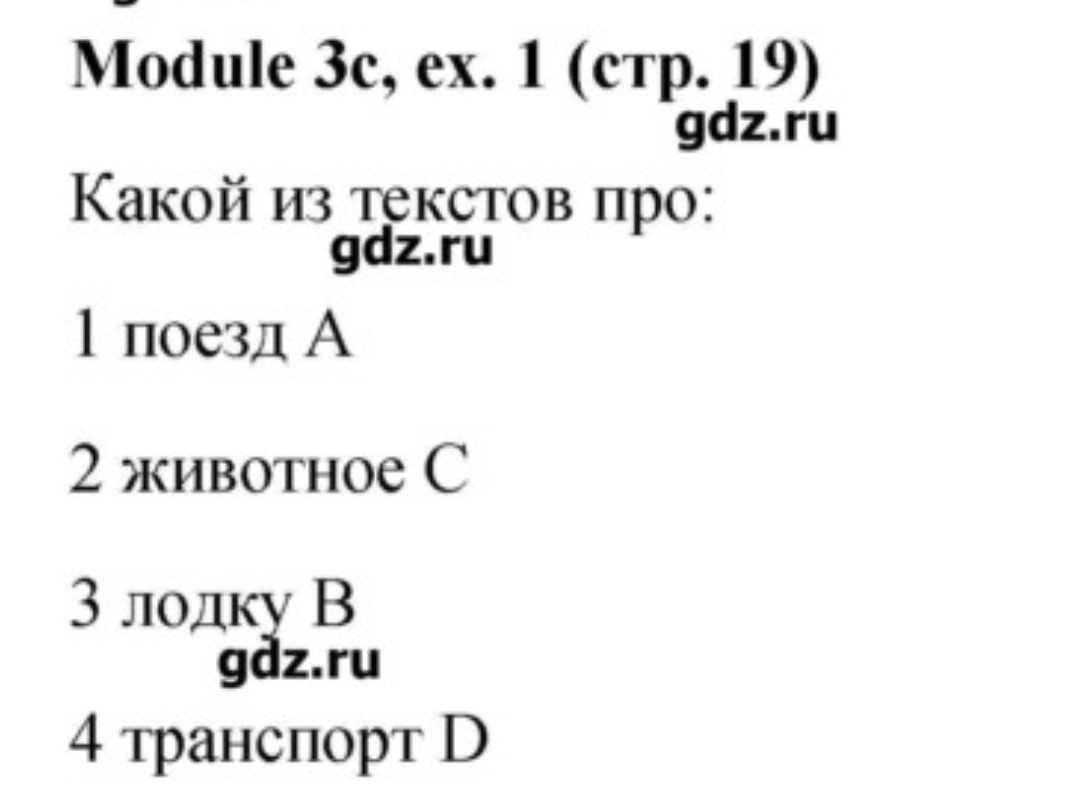 Module 3c, ex. 1 (стр. 19)
gdz.ru
Какой из текстов про:
gdz.ru
1 поезд A
2 животное C
3 лодку B
gdz.ru
4 транспорт D